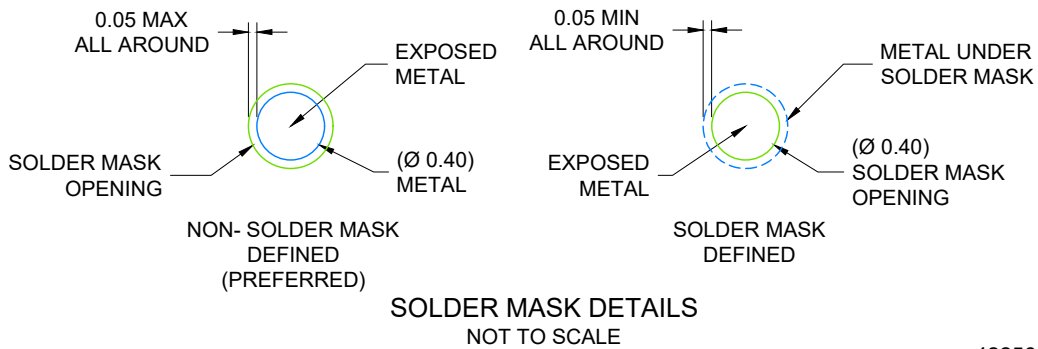 0.05 MAX
ALL AROUND
EXPOSED
METAL
SOLDER MASK
OPENING
(Ø 0.40)
METAL
NON- SOLDER MASK
DEFINED
(PREFERRED)
0.05 MIN
ALL AROUND
METAL UNDER
SOLDER MASK
EXPOSED
METAL
(Ø 0.40)
SOLDER MASK
OPENING
SOLDER MASK
DEFINED
SOLDER MASK DETAILS
NOT TO SCALE